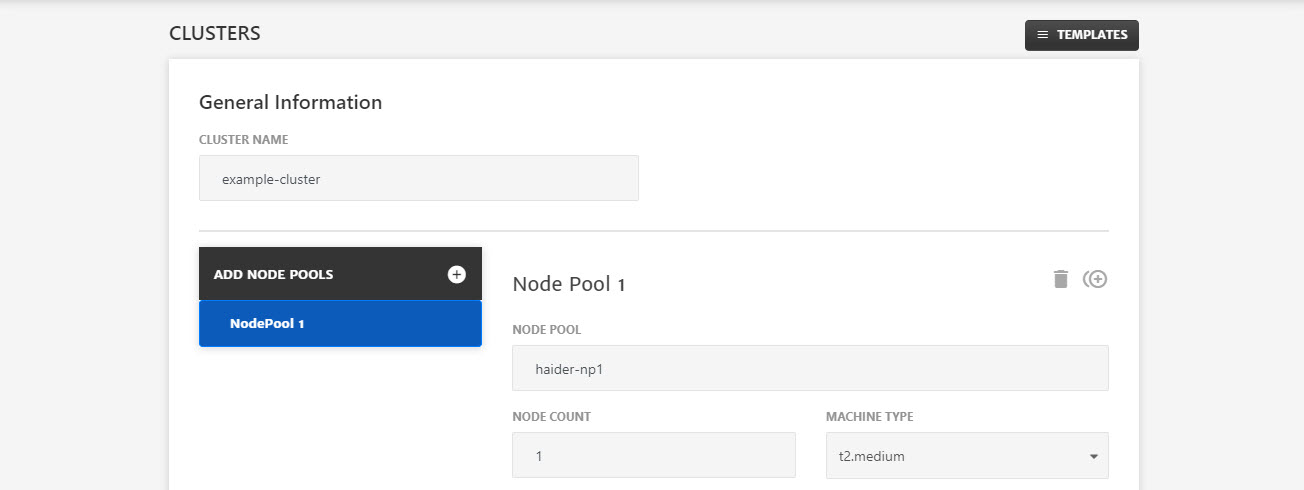 CLUSTERS
TEMPLATES
General Information
CLUSTER NAME
example-cluster
ADD NODE POOLS
NodePool 1
Node Pool 1
NODE POOL
haider-np1
NODE COUNT
MACHINE TYPE
1
t2.medium